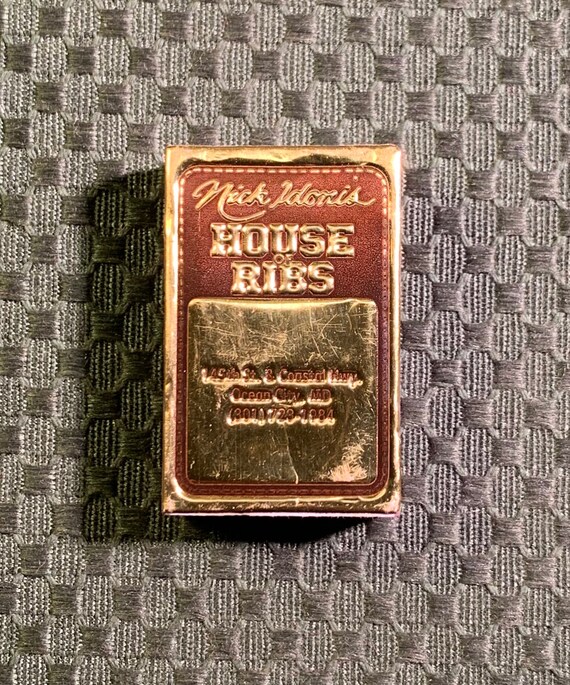 Nick Idoni's
HOUSE
OF
RIBS
145th St. & Coastal Hwy.
Ocean City, MD
(301) 723-1984